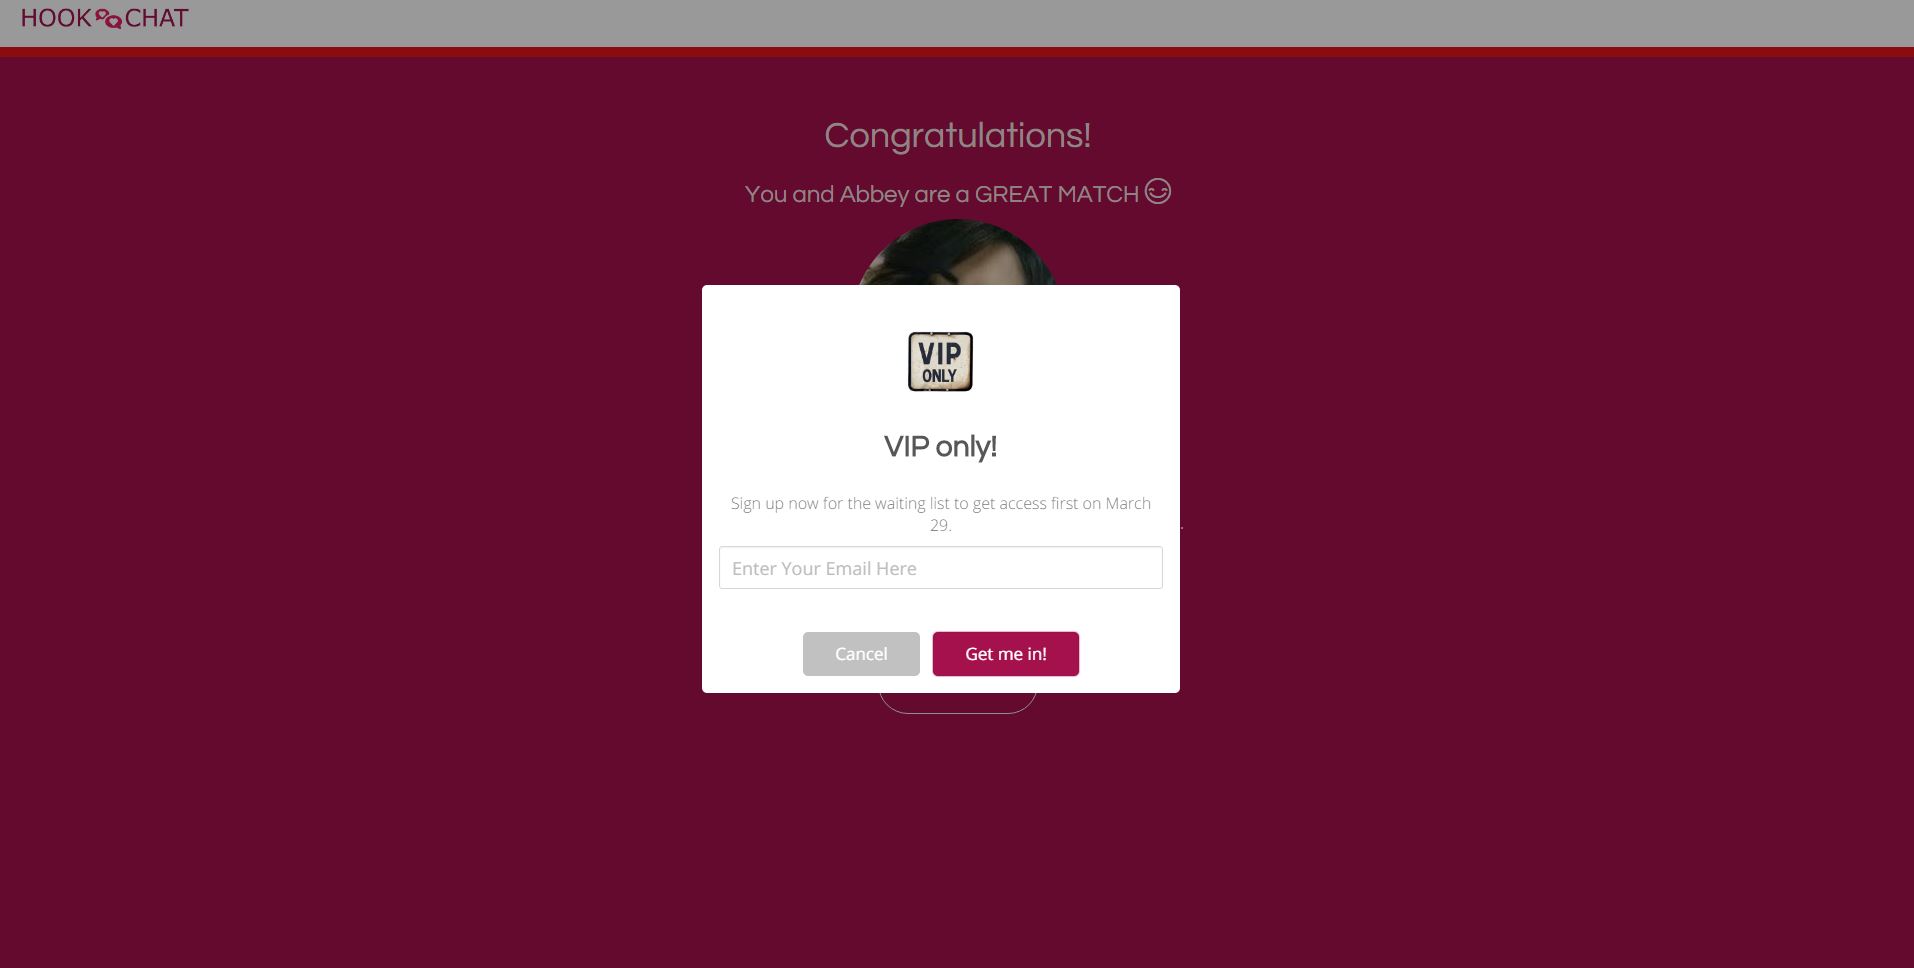 HOOK CHAT
Congratulations!
You and Abbey are a GREAT MATCH
VIP
ONLY
VIP only!
Sign up now for the waiting list to get access first on March
29.
Enter Your Email Here
Cancel
Get me in!